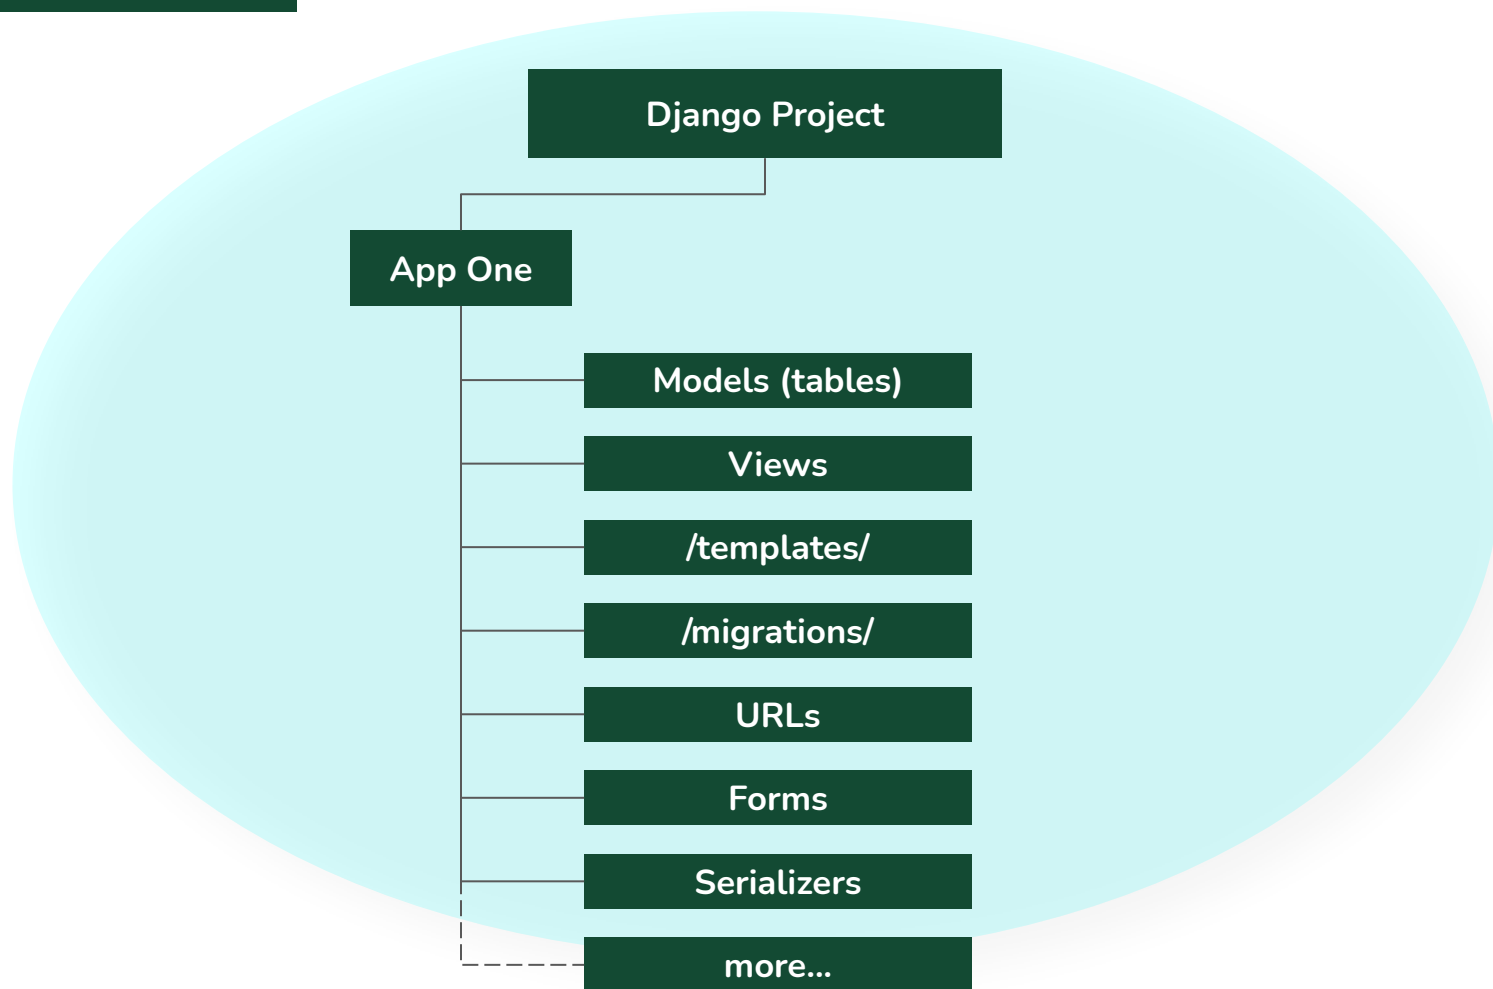 Django Project
App One
Models (tables)
Views
/templates/
/migrations/
URLs
Forms
Serializers
more...